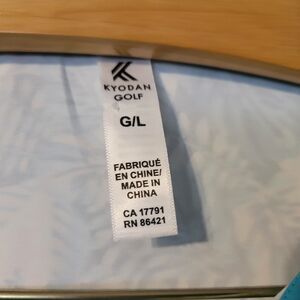 KYODAN
GOLF
G/L
FABRIQUÉ
EN CHINE/
MADE IN
CHINA
CA 17791
RN 86421